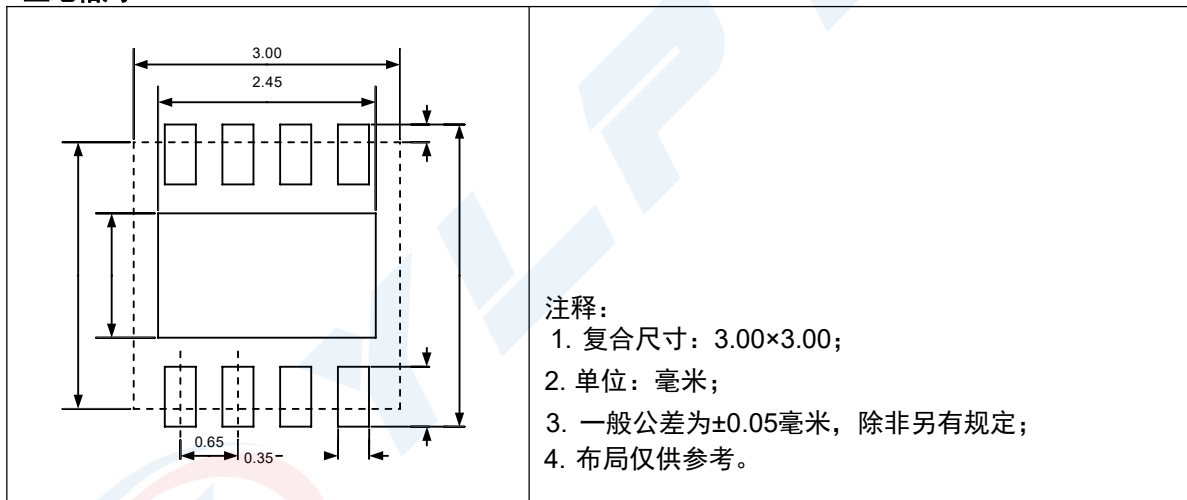 3.00
2.45
0.65
0.35
注释：
1. 复合尺寸：3.00×3.00；
2. 单位：毫米；
3. 一般公差为±0.05毫米，除非另有规定；
4. 布局仅供参考。
YLP